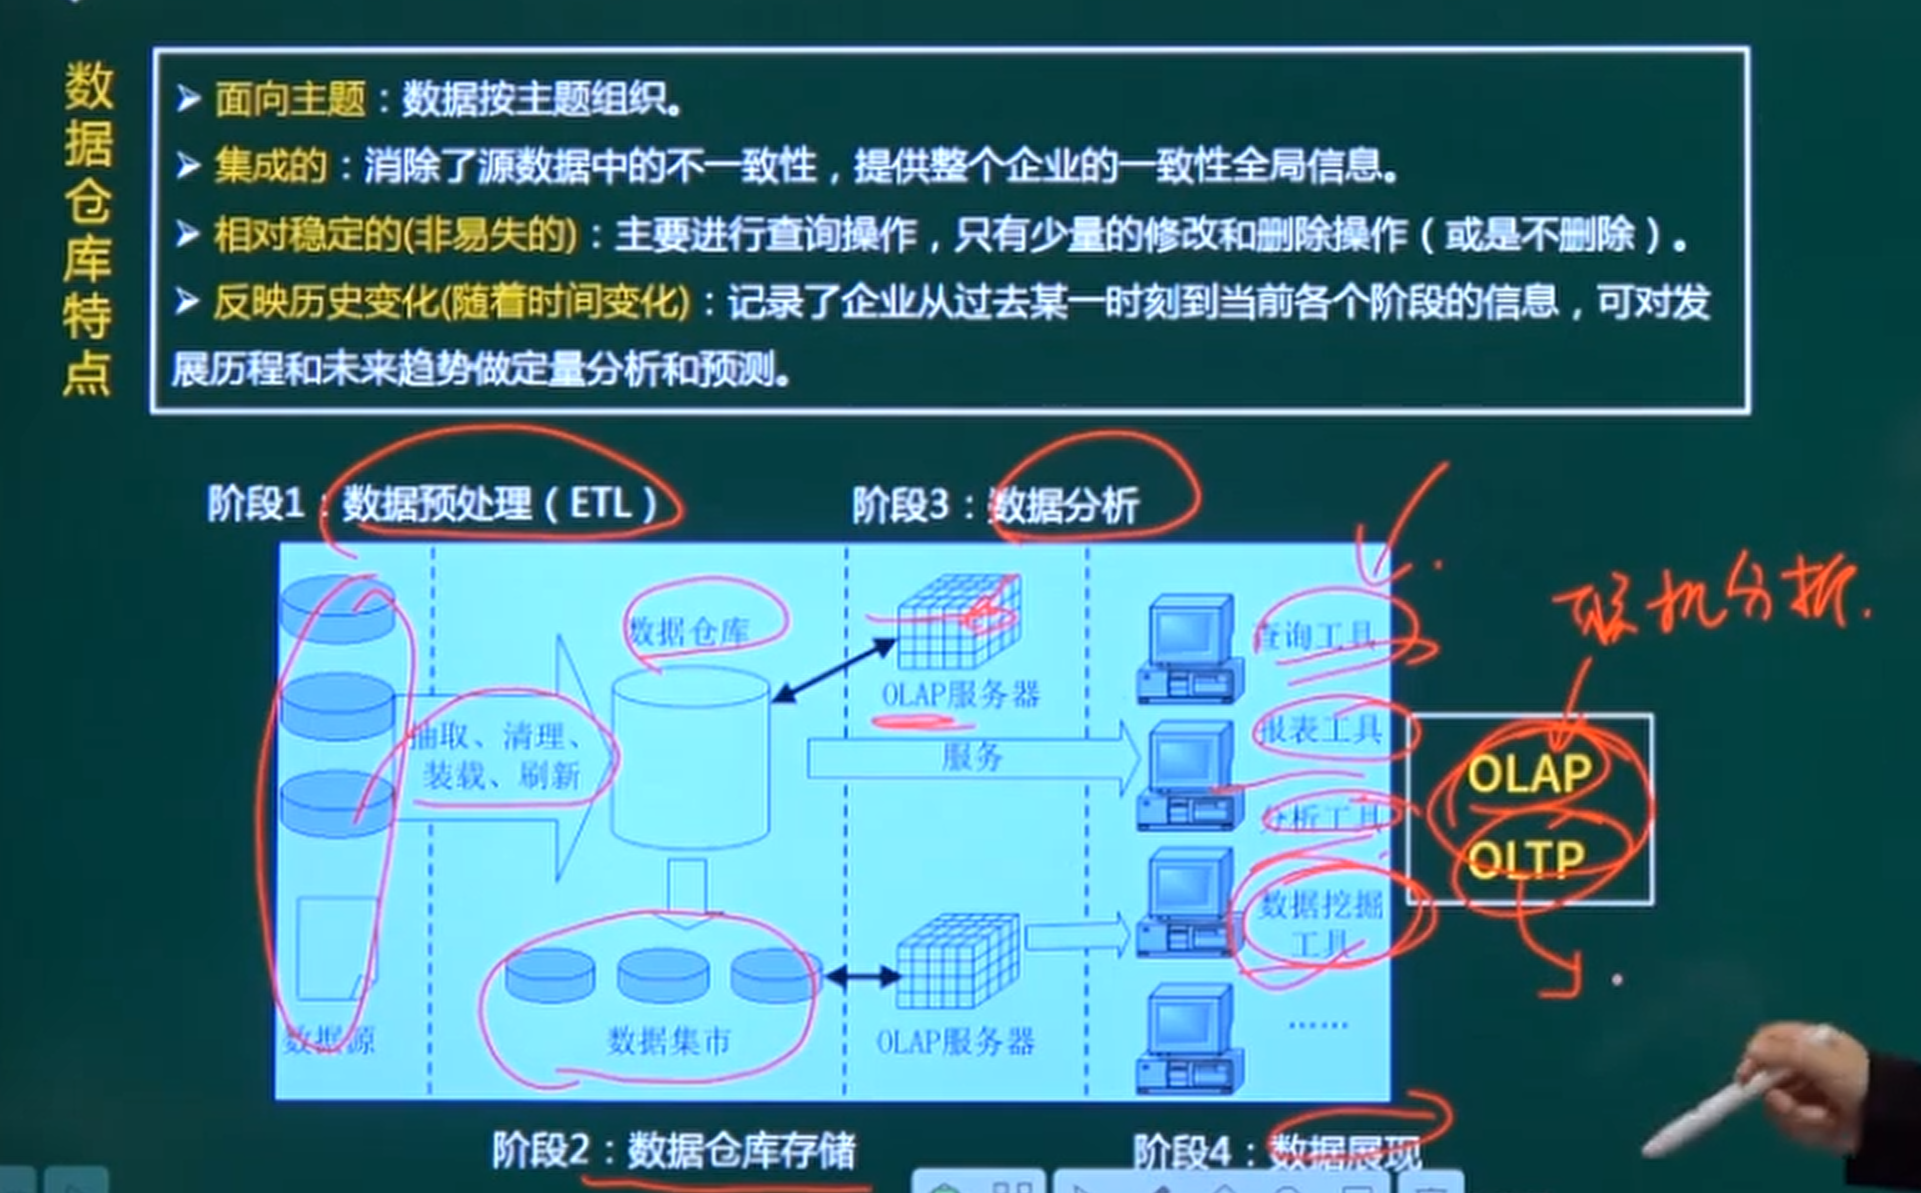 数据仓库特点
➤ 面向主题：数据按主题组织。
➤ 集成的：消除了源数据中的不一致性，提供整个企业的一致性全局信息。
➤ 相对稳定的(非易失的)：主要进行查询操作，只有少量的修改和删除操作（或是不删除）。
➤ 反映历史变化(随着时间变化)：记录了企业从过去某一时刻到当前各个阶段的信息，可对发
展历程和未来趋势做定量分析和预测。
阶段1：数据预处理（ETL）
阶段3：数据分析
数据仓库
抽取、清理、
装载、刷新
数据源
数据集市
OLAP服务器
服务
OLAP服务器
查询工具
报表工具
分析工具
数据挖掘
工具
……
联机分析.
OLAP
OLTP
阶段2：数据仓库存储
阶段4：数据展现